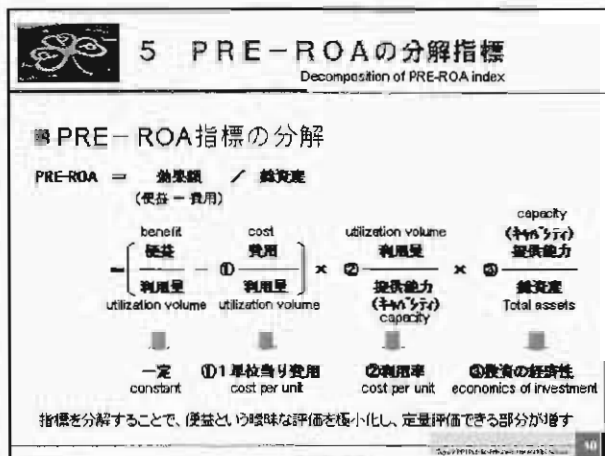 5 PRE－ROAの分解指標
Decomposition of PRE-ROA index
PRE－ROA指標の分解
PRE-ROA ＝ 効果額 ／ 総資産
(便益－費用)
benefit cost utilization volume capacity
便益 費用 利用量 (ｷｬﾊﾟｼﾃｨ) 提供能力
－ ① × ② × ③
利用量 利用量 提供能力 総資産
utilization volume utilization volume (ｷｬﾊﾟｼﾃｨ) capacity Total assets
一定 ①１単位当り費用 ②利用率 ③投資の経済性
constant cost per unit cost per unit economics of investment
指標を分解することで、便益という曖昧な評価を極小化し、定量評価できる部分が増す
30